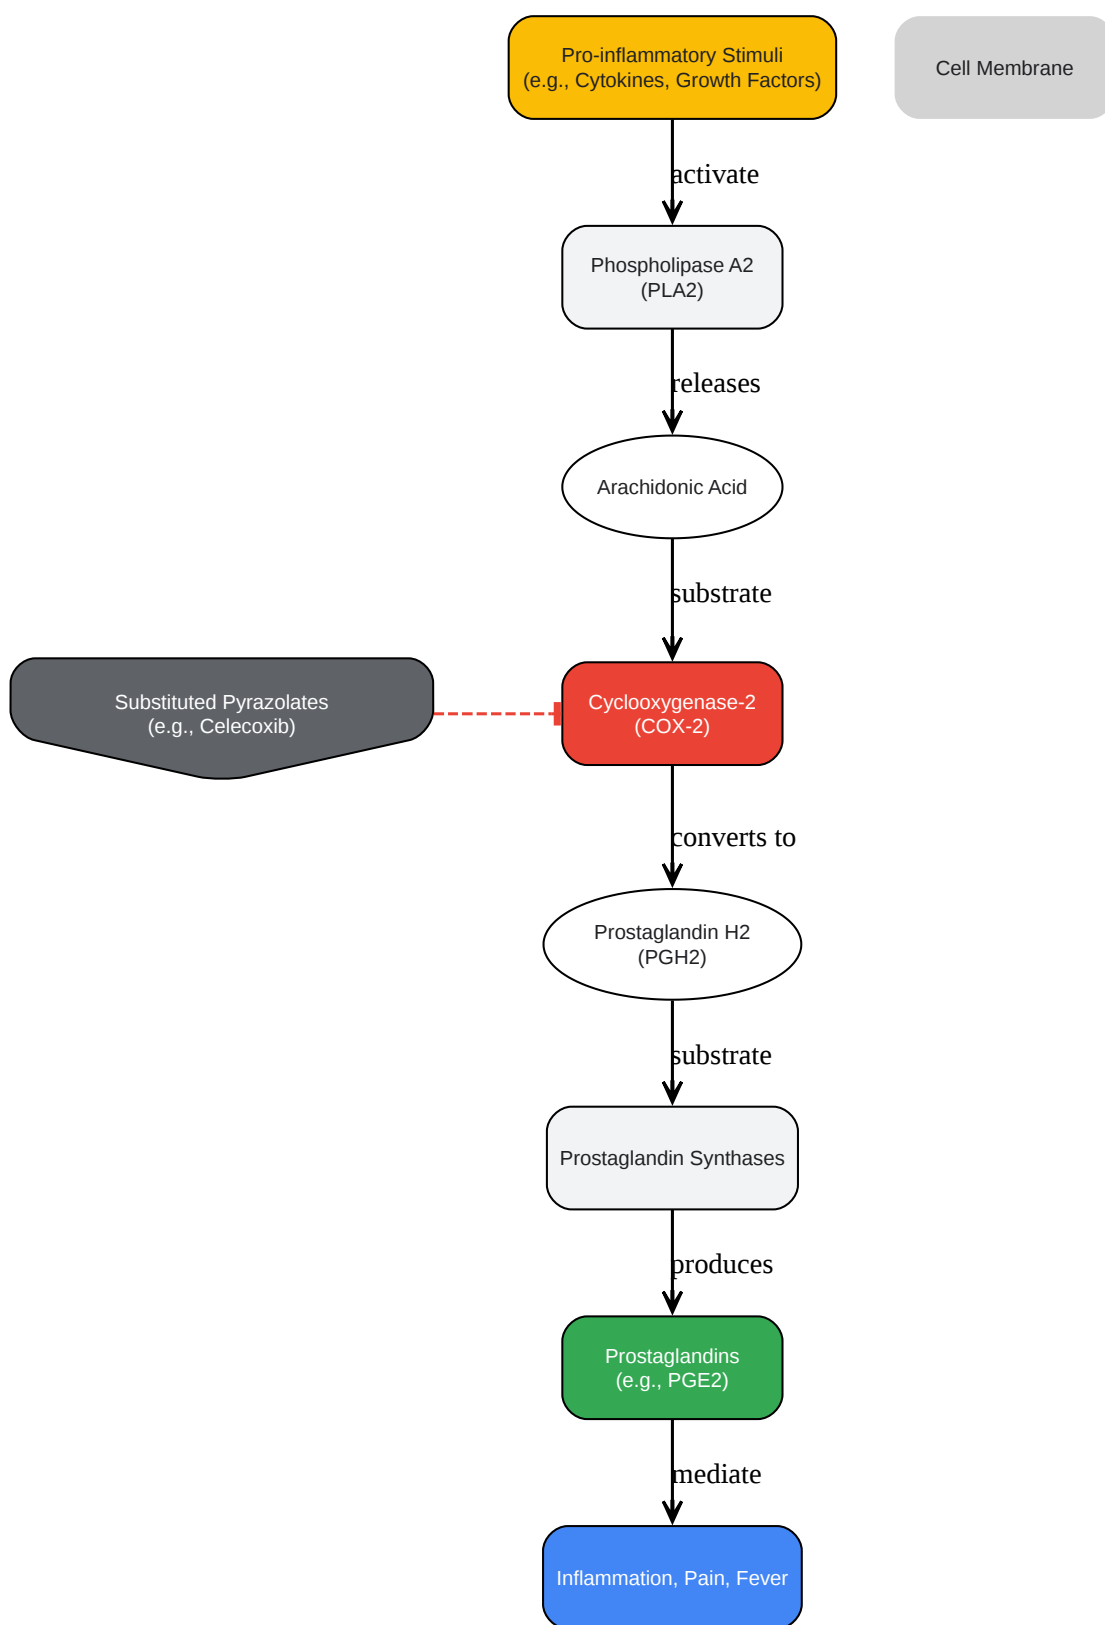 Pro-inflammatory Stimuli
(e.g., Cytokines, Growth Factors)
Cell Membrane
activate
Phospholipase A2
(PLA2)
releases
Arachidonic Acid
substrate
Substituted Pyrazolates
(e.g., Celecoxib)
Cyclooxygenase-2
(COX-2)
converts to
Prostaglandin H2
(PGH2)
substrate
Prostaglandin Synthases
produces
Prostaglandins
(e.g., PGE2)
mediate
Inflammation, Pain, Fever